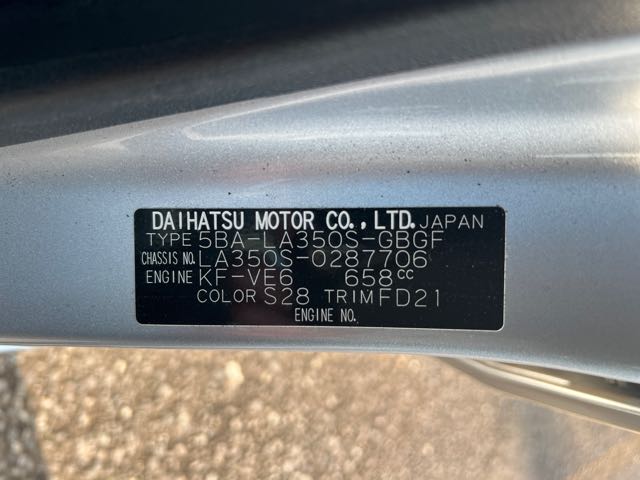 DAIHATSU MOTOR CO., LTD. JAPAN
TYPE 5BA-LA350S-GBGF
CHASSIS NO. LA350S-0287706
ENGINE KF-VE6 658cc
COLOR S28 TRIM FD21
ENGINE NO.